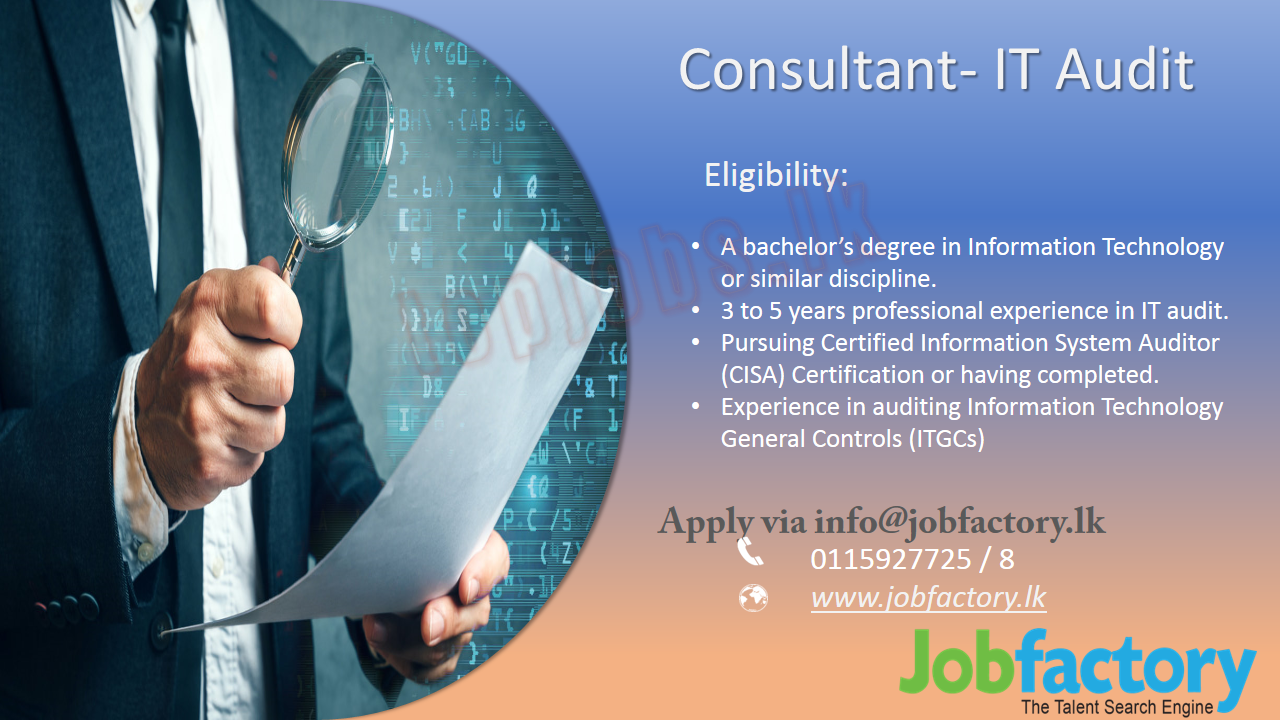 Consultant- IT Audit
Eligibility:
• A bachelor’s degree in Information Technology
or similar discipline.
• 3 to 5 years professional experience in IT audit.
• Pursuing Certified Information System Auditor
(CISA) Certification or having completed.
• Experience in auditing Information Technology
General Controls (ITGCs)
Apply via info@jobfactory.lk
0115927725 / 8
www.jobfactory.lk
Jobfactory
The Talent Search Engine